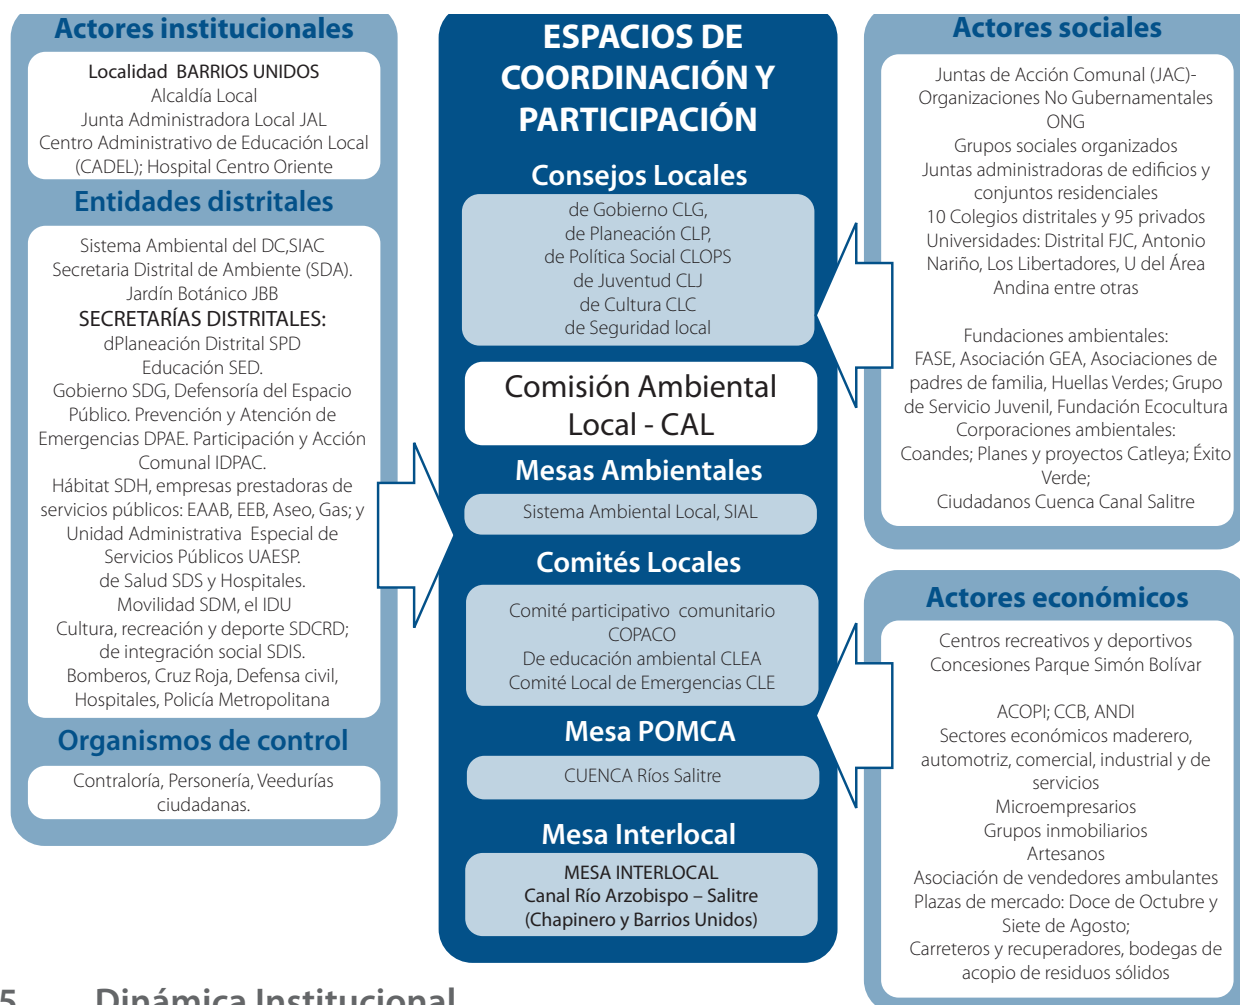 Actores institucionales
Localidad BARRIOS UNIDOS
Alcaldía Local
Junta Administradora Local JAL
Centro Administrativo de Educación Local
(CADEL); Hospital Centro Oriente
Entidades distritales
Sistema Ambiental del DC,SIAC
Secretaria Distrital de Ambiente (SDA).
Jardín Botánico JBB
SECRETARÍAS DISTRITALES:
dPlaneación Distrital SPD
Educación SED.
Gobierno SDG, Defensoría del Espacio
Público. Prevención y Atención de
Emergencias DPAE. Participación y Acción
Comunal IDPAC.
Hábitat SDH, empresas prestadoras de
servicios públicos: EAAB, EEB, Aseo, Gas; y
Unidad Administrativa Especial de
Servicios Públicos UAESP.
de Salud SDS y Hospitales.
Movilidad SDM, el IDU
Cultura, recreación y deporte SDCRD;
de integración social SDIS.
Bomberos, Cruz Roja, Defensa civil,
Hospitales, Policía Metropolitana
Organismos de control
Contraloría, Personería, Veedurías
ciudadanas.
ESPACIOS DE
COORDINACIÓN Y
PARTICIPACIÓN
Consejos Locales
de Gobierno CLG,
de Planeación CLP,
de Política Social CLOPS
de Juventud CLJ
de Cultura CLC
de Seguridad local
Comisión Ambiental
Local - CAL
Mesas Ambientales
Sistema Ambiental Local, SIAL
Comités Locales
Comité participativo comunitario
COPACO
De educación ambiental CLEA
Comité Local de Emergencias CLE
Mesa POMCA
CUENCA Ríos Salitre
Mesa Interlocal
MESA INTERLOCAL
Canal Río Arzobispo – Salitre
(Chapinero y Barrios Unidos)
Actores sociales
Juntas de Acción Comunal (JAC)-
Organizaciones No Gubernamentales
ONG
Grupos sociales organizados
Juntas administradoras de edificios y
conjuntos residenciales
10 Colegios distritales y 95 privados
Universidades: Distrital FJC, Antonio
Nariño, Los Libertadores, U del Área
Andina entre otras
Fundaciones ambientales:
FASE, Asociación GEA, Asociaciones de
padres de familia, Huellas Verdes; Grupo
de Servicio Juvenil, Fundación Ecocultura
Corporaciones ambientales:
Coandes; Planes y proyectos Catleya; Éxito
Verde;
Ciudadanos Cuenca Canal Salitre
Actores económicos
Centros recreativos y deportivos
Concesiones Parque Simón Bolívar
ACOPI; CCB, ANDI
Sectores económicos maderero,
automotriz, comercial, industrial y de
servicios
Microempresarios
Grupos inmobiliarios
Artesanos
Asociación de vendedores ambulantes
Plazas de mercado: Doce de Octubre y
Siete de Agosto;
Carreteros y recuperadores, bodegas de
acopio de residuos sólidos
5 Dinámica Institucional